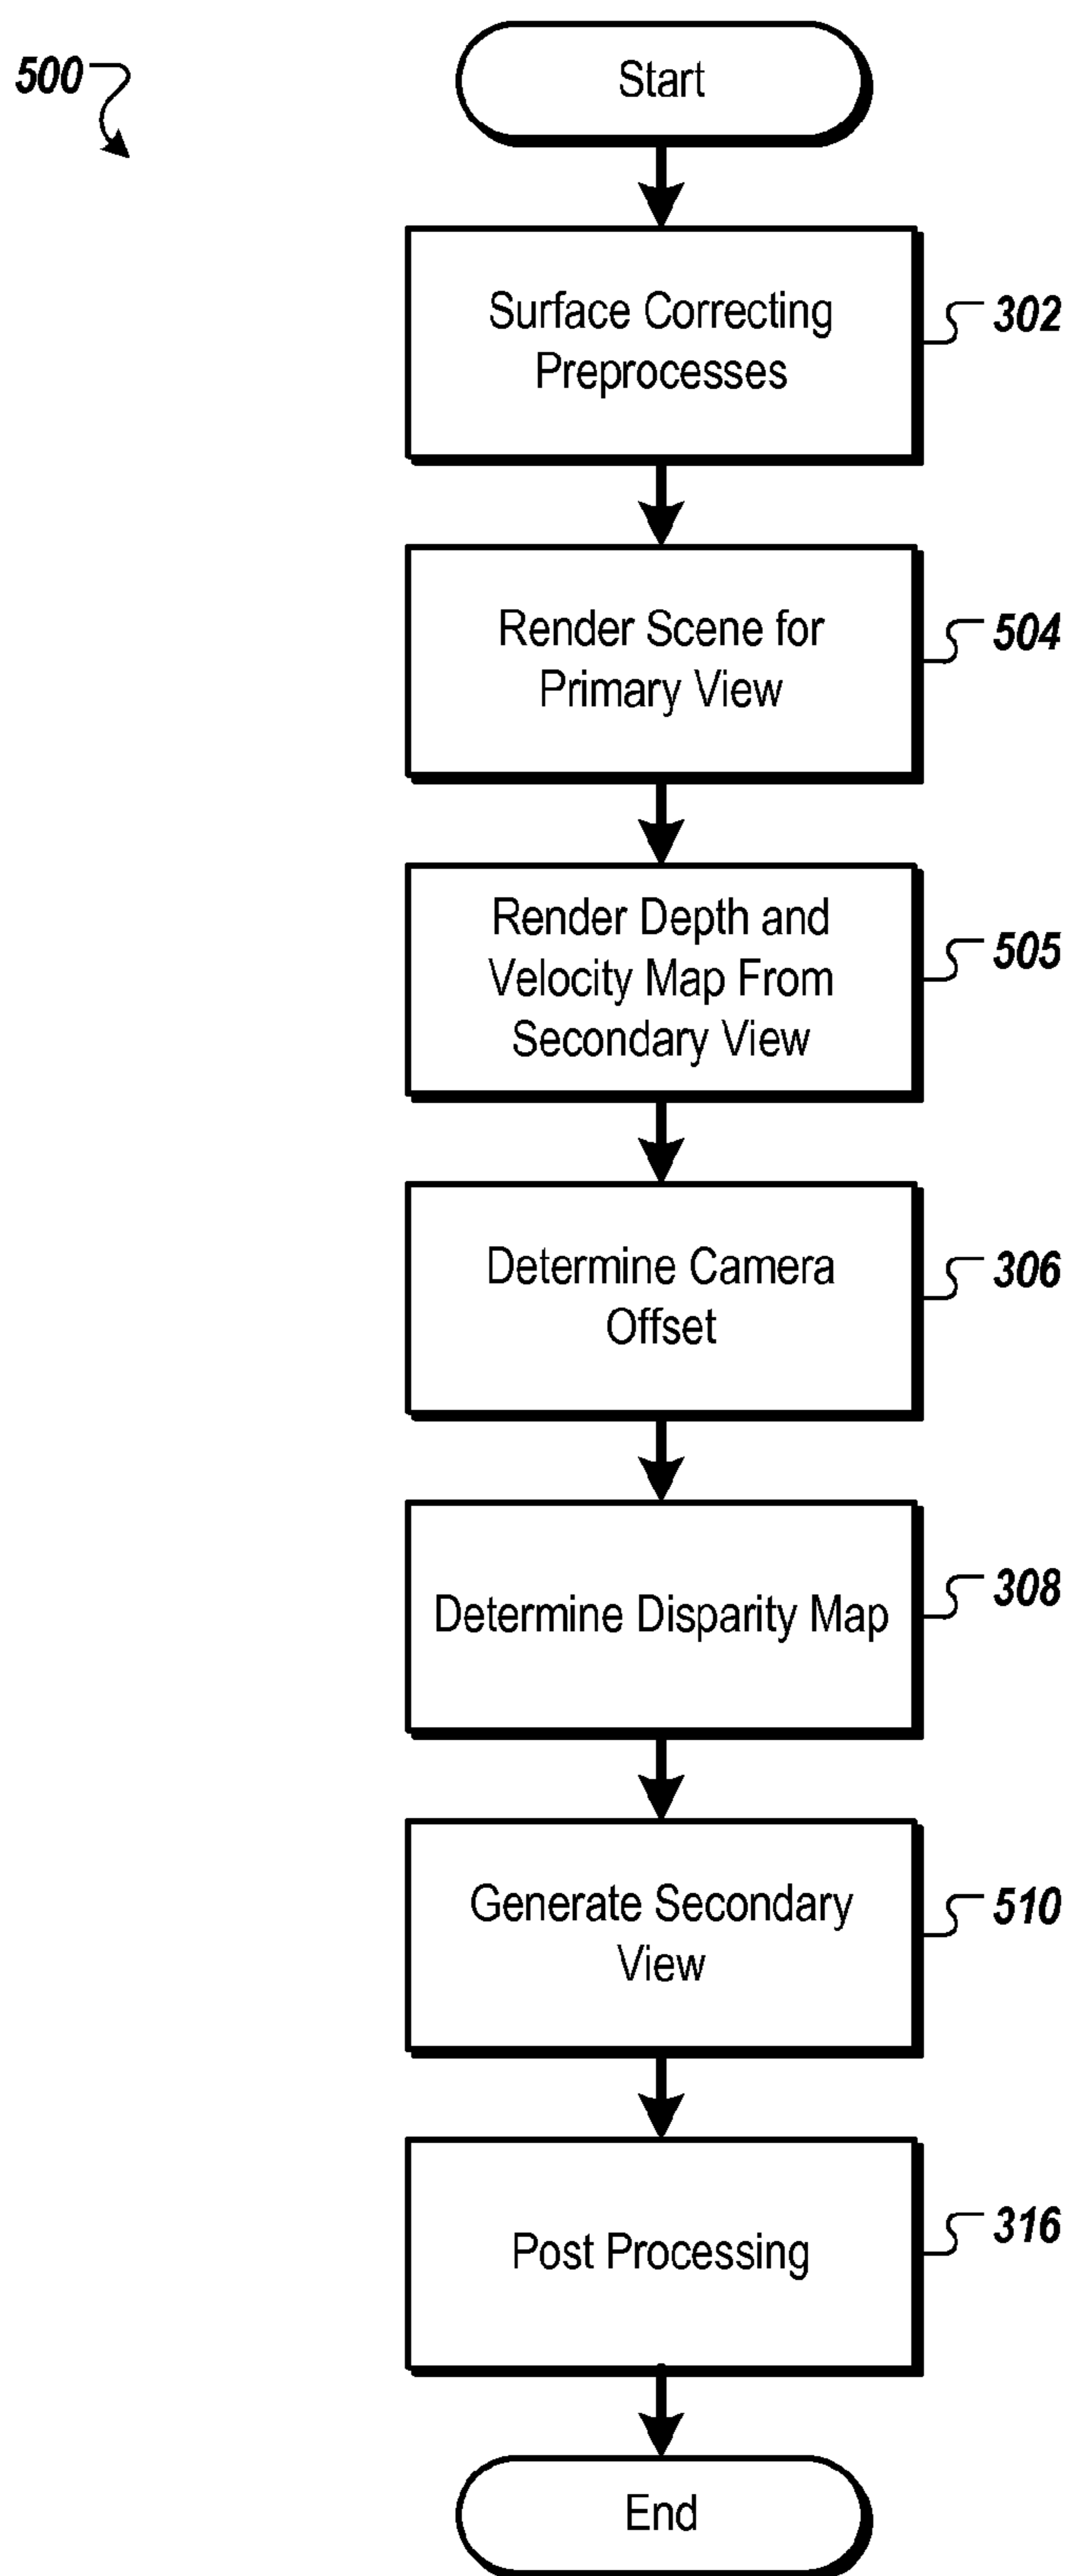 500
Start
Surface Correcting
Preprocesses
302
Render Scene for
Primary View
504
Render Depth and
Velocity Map From
Secondary View
505
Determine Camera
Offset
306
Determine Disparity Map
308
Generate Secondary
View
510
Post Processing
316
End